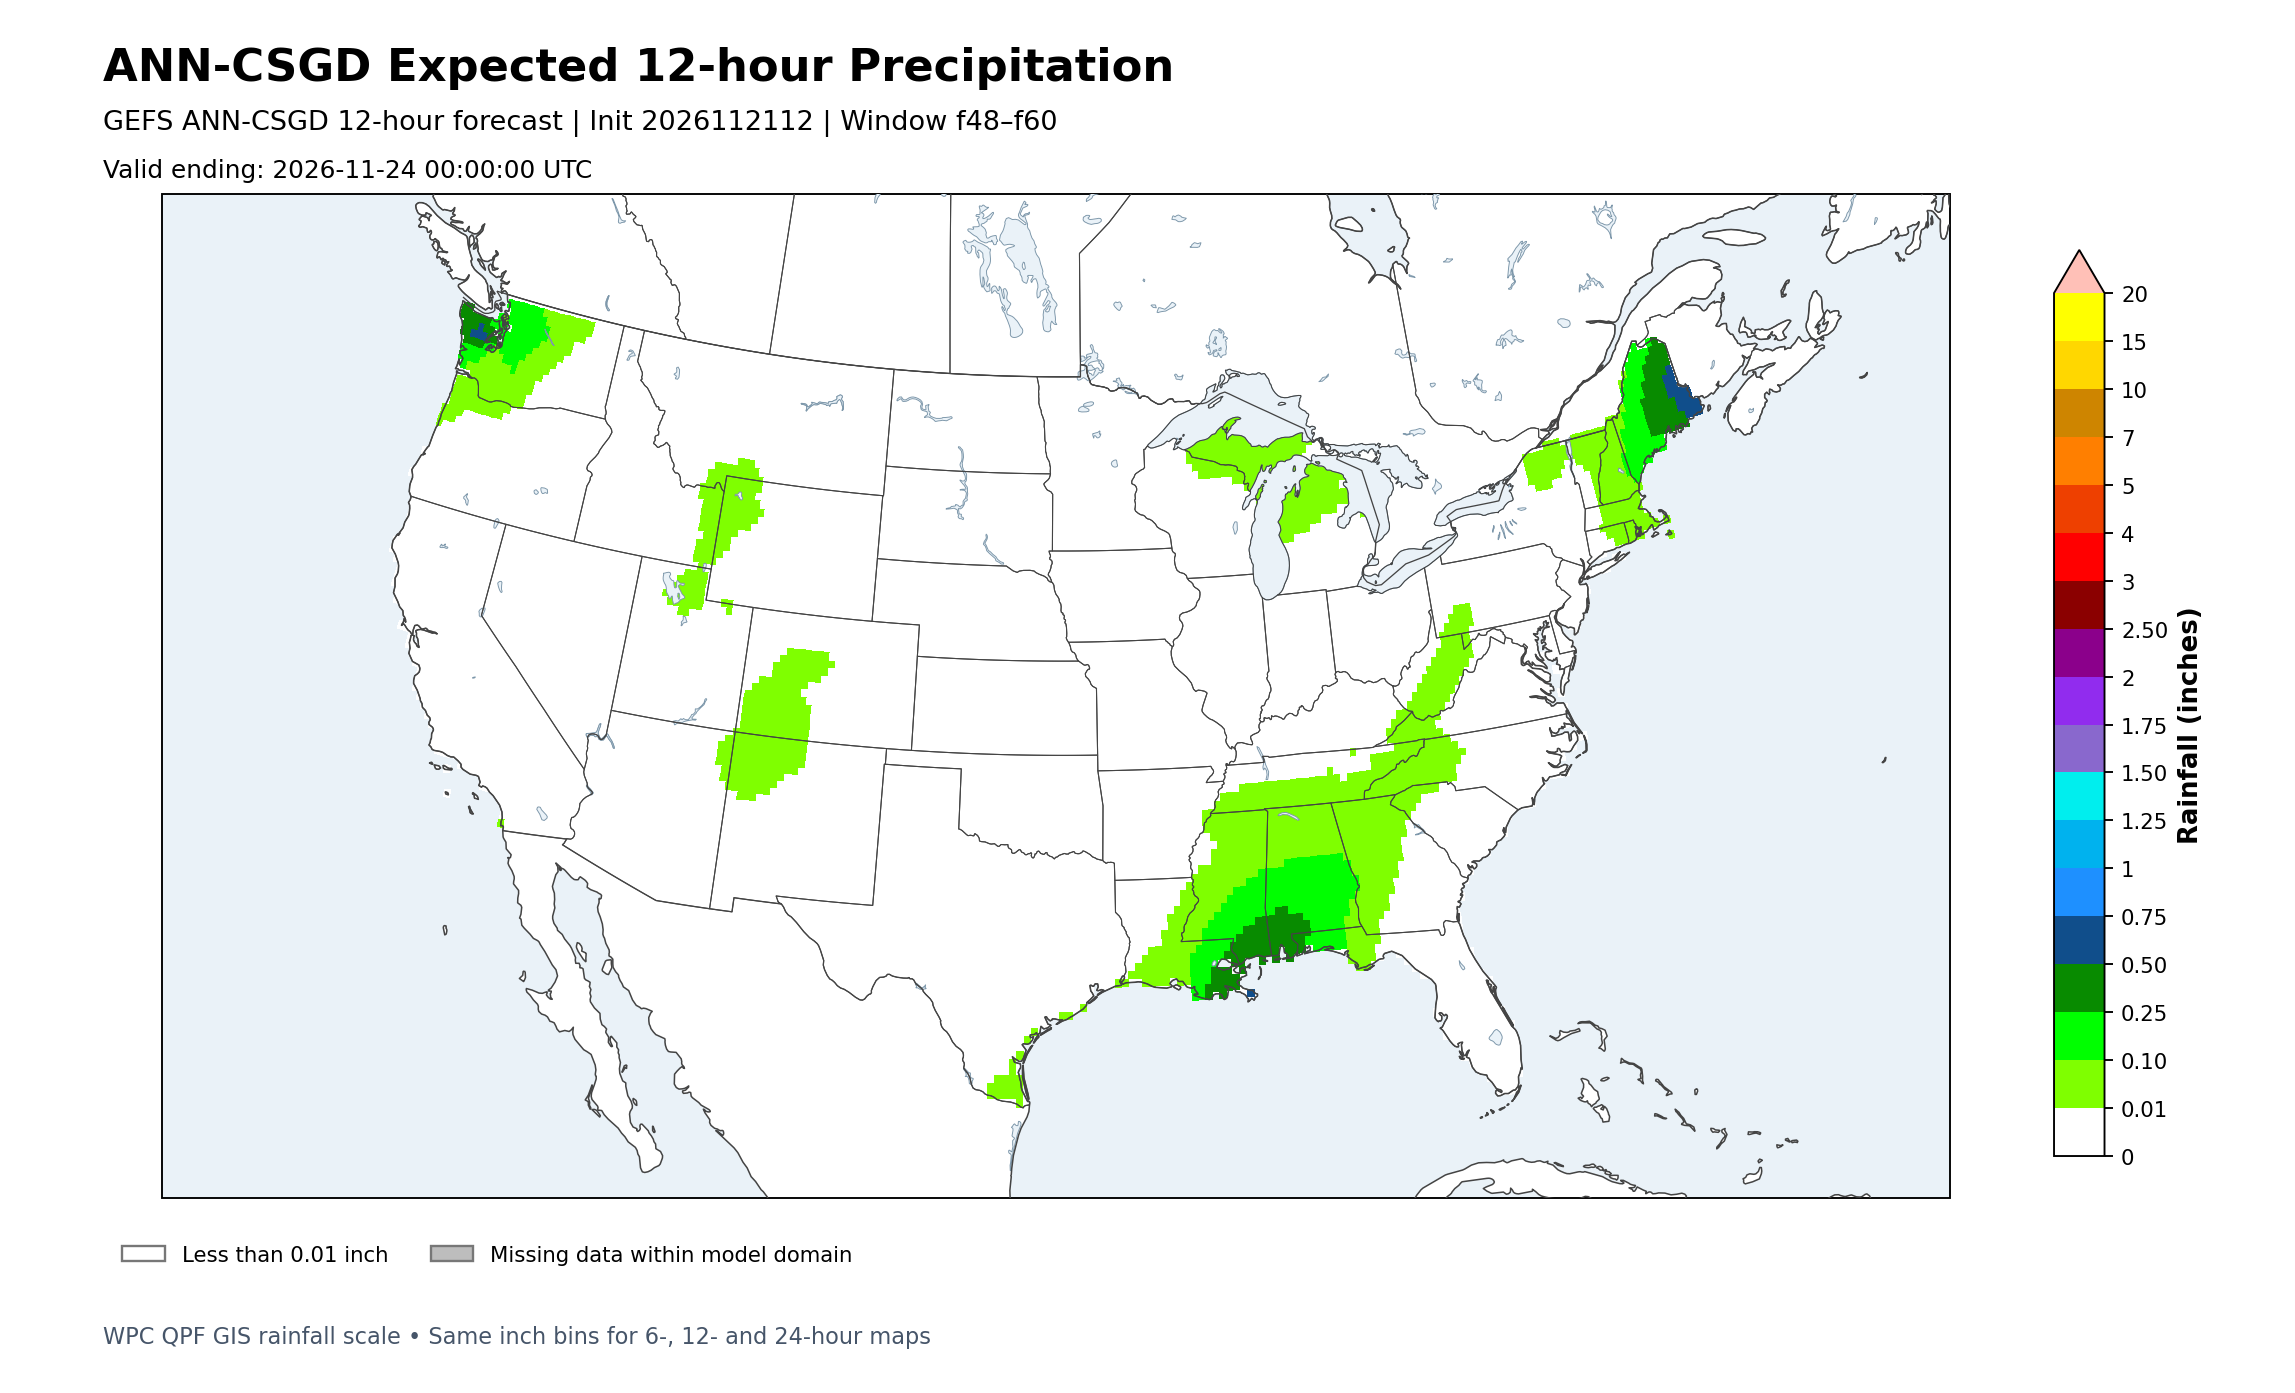 ANN-CSGD Expected 12-hour Precipitation
GEFS ANN-CSGD 12-hour forecast | Init 2026112112 | Window f48–f60
Valid ending: 2026-11-24 00:00:00 UTC
20
15
10
7
5
4
3
2.50
2
1.75
1.50
1.25
1
0.75
0.50
0.25
0.10
0.01
0
Rainfall (inches)
Less than 0.01 inch
Missing data within model domain
WPC QPF GIS rainfall scale • Same inch bins for 6-, 12- and 24-hour maps